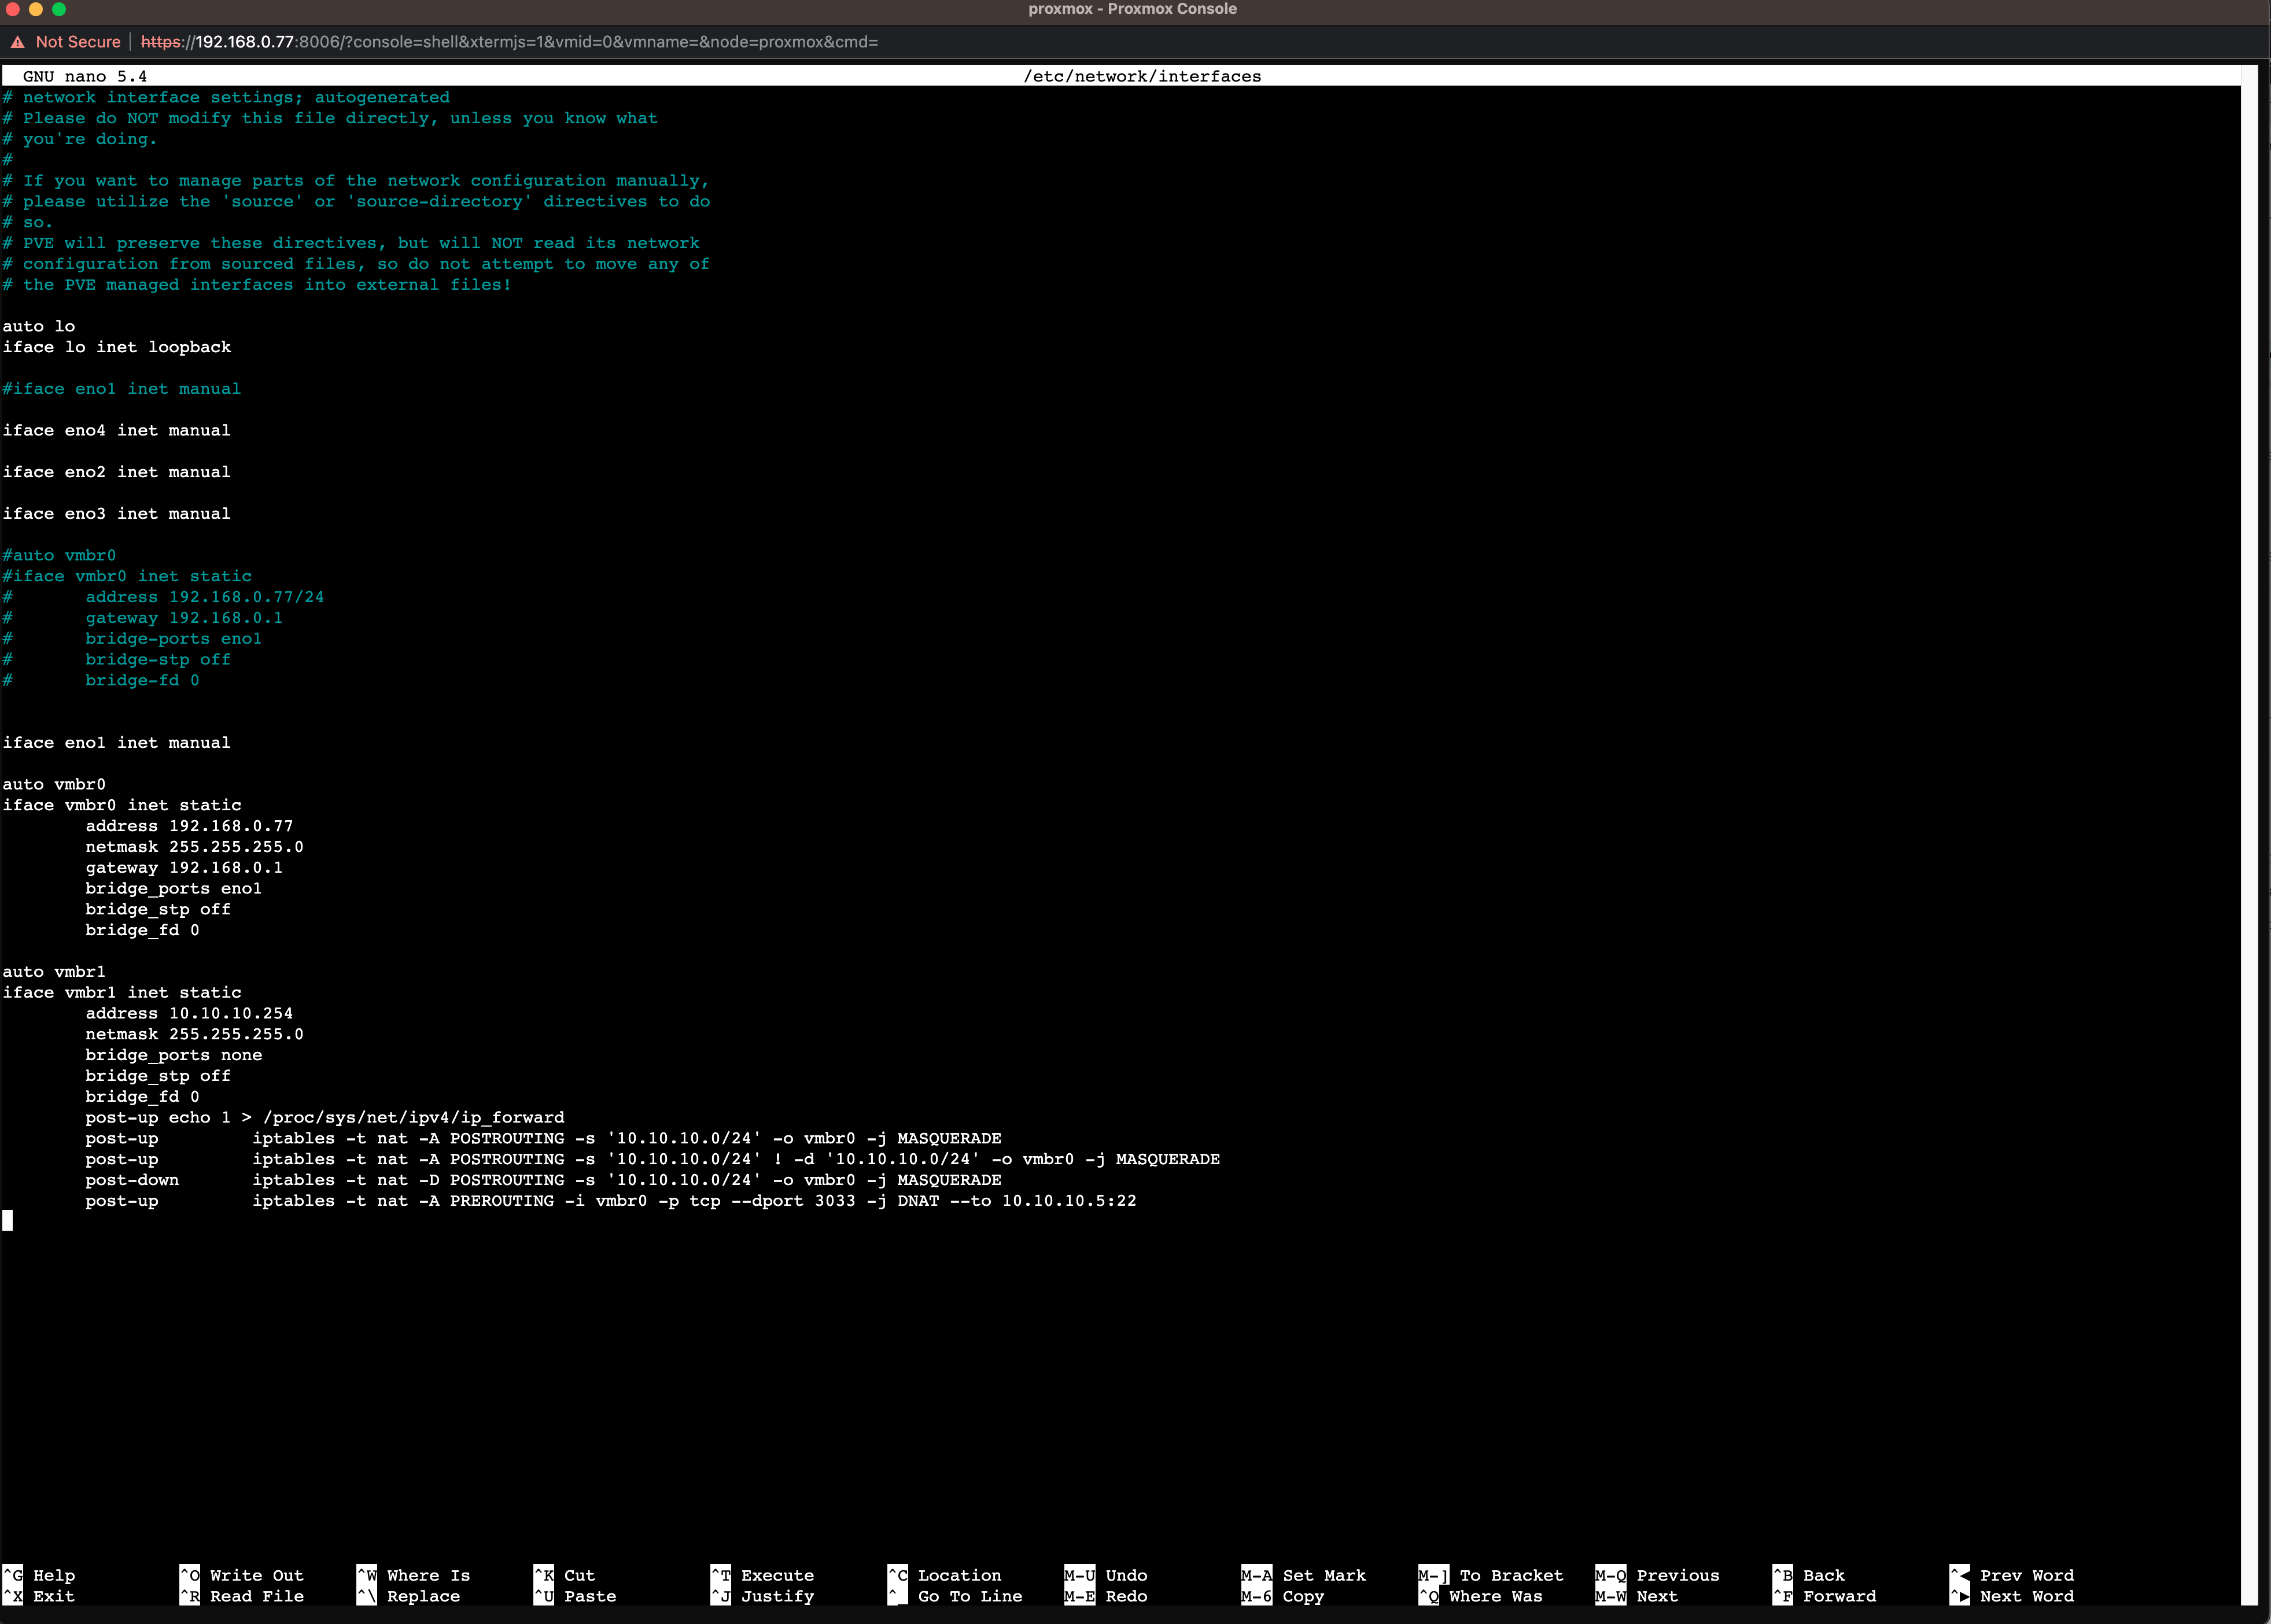 proxmox - Proxmox Console
Not Secure | https://192.168.0.77:8006/?console=shell&xtermjs=1&vmid=0&vmname=&node=proxmox&cmd=
GNU nano 5.4 /etc/network/interfaces
# network interface settings; autogenerated
# Please do NOT modify this file directly, unless you know what
# you're doing.
#
# If you want to manage parts of the network configuration manually,
# please utilize the 'source' or 'source-directory' directives to do
# so.
# PVE will preserve these directives, but will NOT read its network
# configuration from sourced files, so do not attempt to move any of
# the PVE managed interfaces into external files!
auto lo
iface lo inet loopback
#iface eno1 inet manual
iface eno4 inet manual
iface eno2 inet manual
iface eno3 inet manual
#auto vmbr0
#iface vmbr0 inet static
#       address 192.168.0.77/24
#       gateway 192.168.0.1
#       bridge-ports eno1
#       bridge-stp off
#       bridge-fd 0
iface eno1 inet manual
auto vmbr0
iface vmbr0 inet static
        address 192.168.0.77
        netmask 255.255.255.0
        gateway 192.168.0.1
        bridge_ports eno1
        bridge_stp off
        bridge_fd 0
auto vmbr1
iface vmbr1 inet static
        address 10.10.10.254
        netmask 255.255.255.0
        bridge_ports none
        bridge_stp off
        bridge_fd 0
        post-up echo 1 > /proc/sys/net/ipv4/ip_forward
        post-up         iptables -t nat -A POSTROUTING -s '10.10.10.0/24' -o vmbr0 -j MASQUERADE
        post-up         iptables -t nat -A POSTROUTING -s '10.10.10.0/24' ! -d '10.10.10.0/24' -o vmbr0 -j MASQUERADE
        post-down       iptables -t nat -D POSTROUTING -s '10.10.10.0/24' -o vmbr0 -j MASQUERADE
        post-up         iptables -t nat -A PREROUTING -i vmbr0 -p tcp --dport 3033 -j DNAT --to 10.10.10.5:22
^G Help ^O Write Out ^W Where Is ^K Cut ^T Execute ^C Location M-U Undo M-A Set Mark M-] To Bracket M-Q Previous ^B Back ^◀ Prev Word
^X Exit ^R Read File ^\ Replace ^U Paste ^J Justify ^_ Go To Line M-E Redo M-6 Copy ^Q Where Was M-W Next ^F Forward ^▶ Next Word